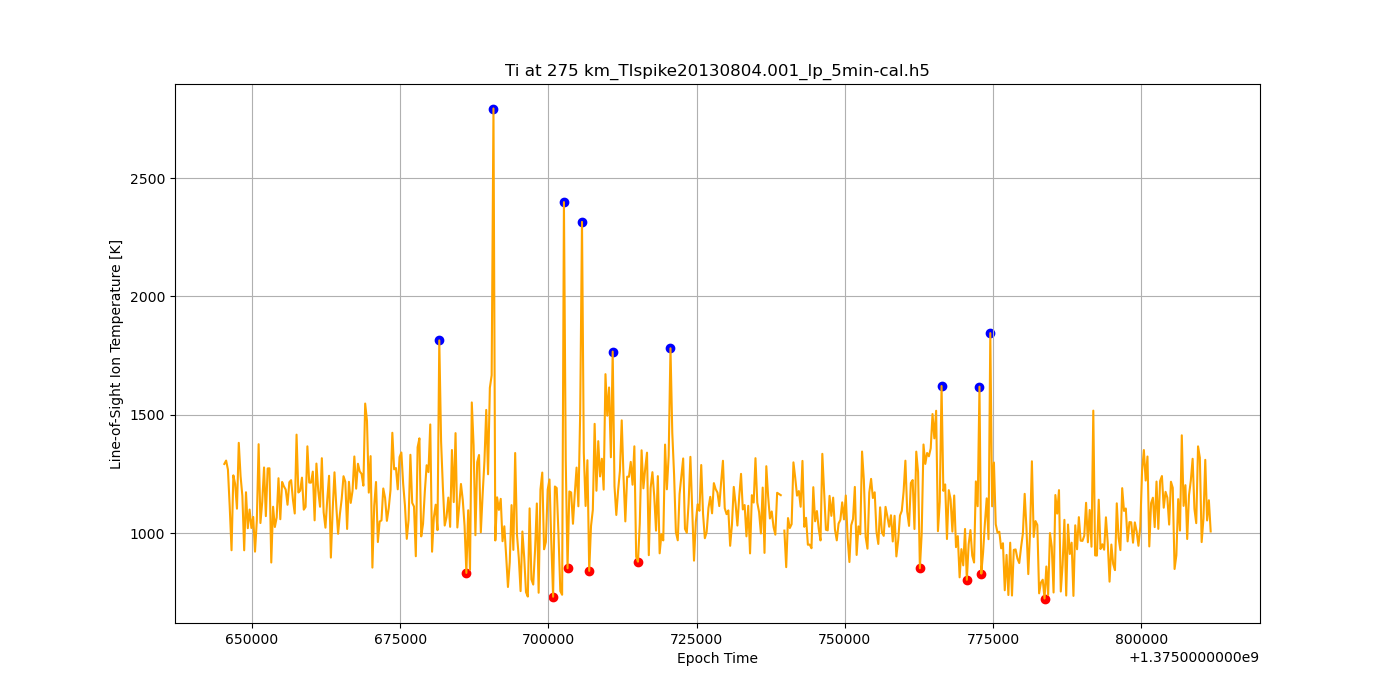 Ti at 275 km_TIspike20130804.001_lp_5min-cal.h5
Line-of-Sight Ion Temperature [K]
2500
2000
1500
1000
650000 675000 700000 725000 750000 775000 800000
Epoch Time
+1.3750000000e9